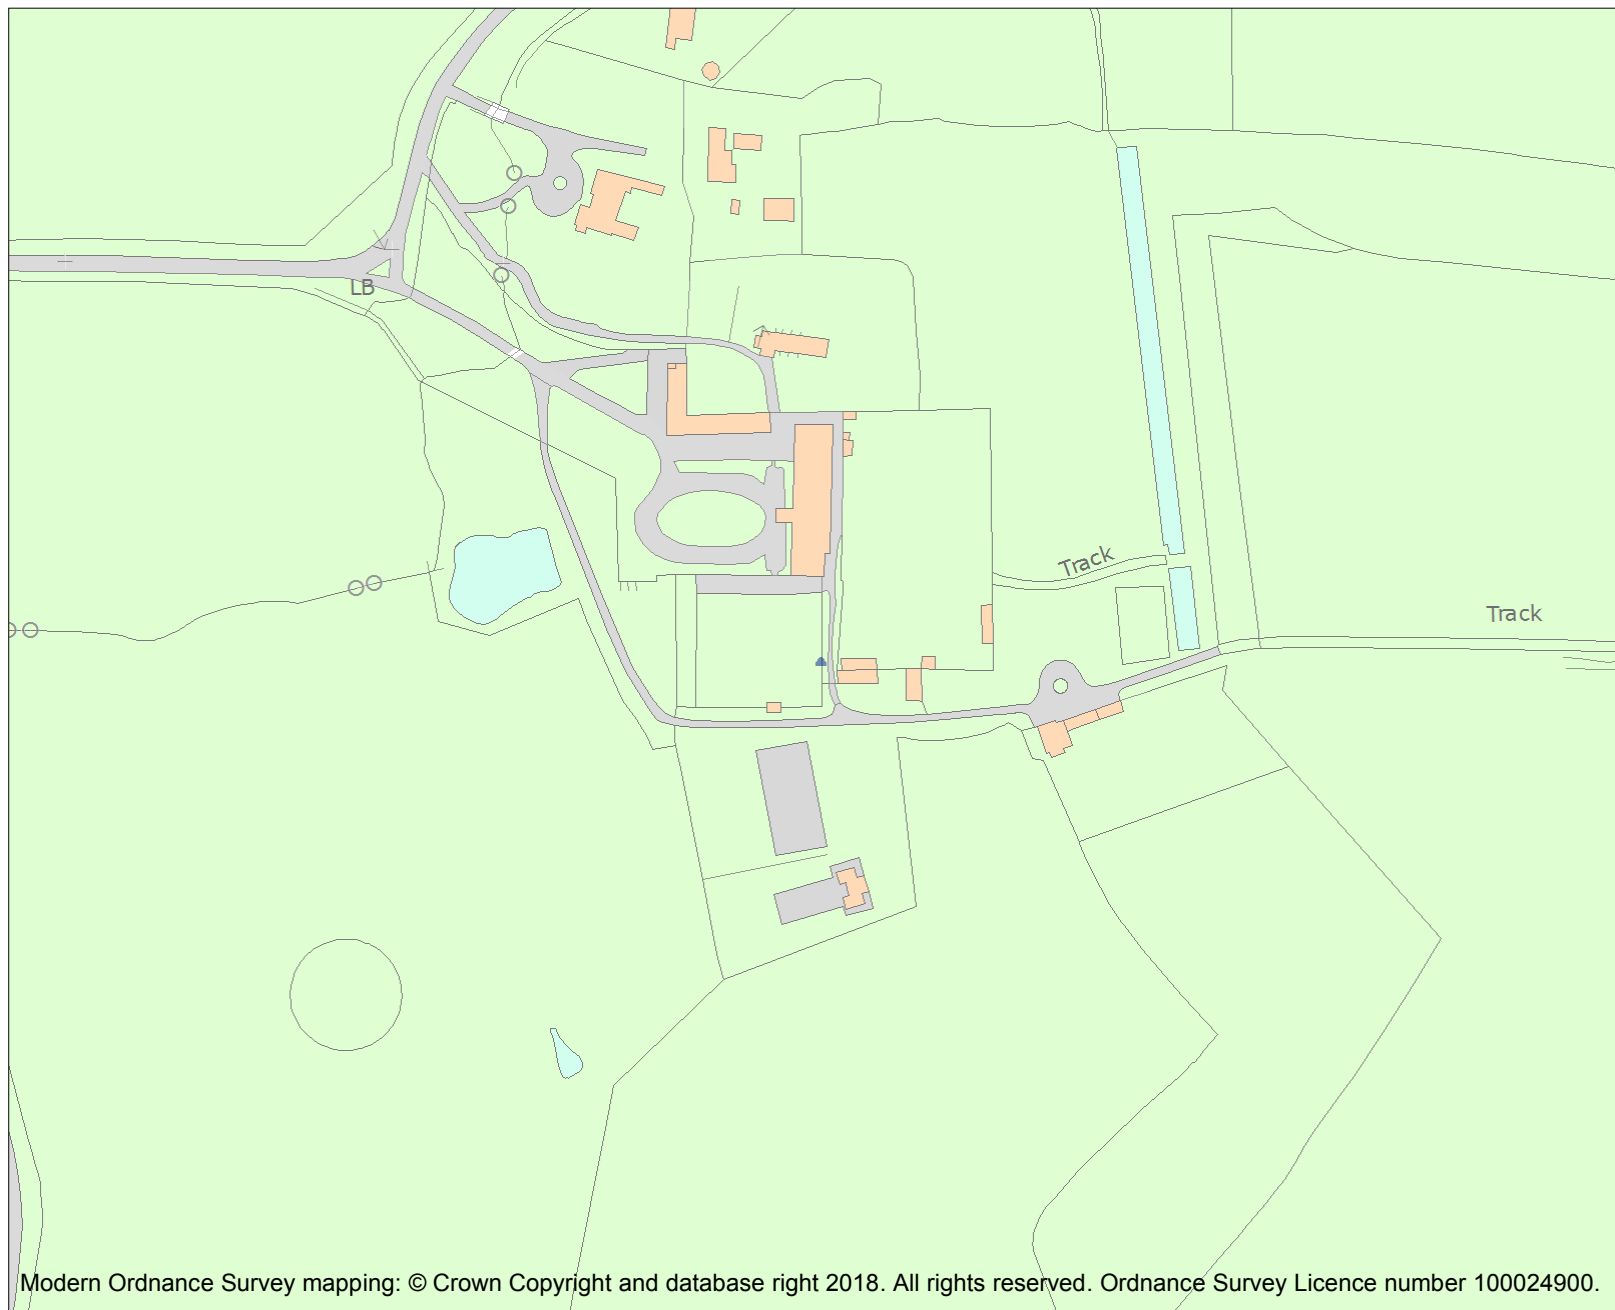 LB
Track
Track
Modern Ordnance Survey mapping: © Crown Copyright and database right 2018. All rights reserved. Ordnance Survey Licence number 100024900.